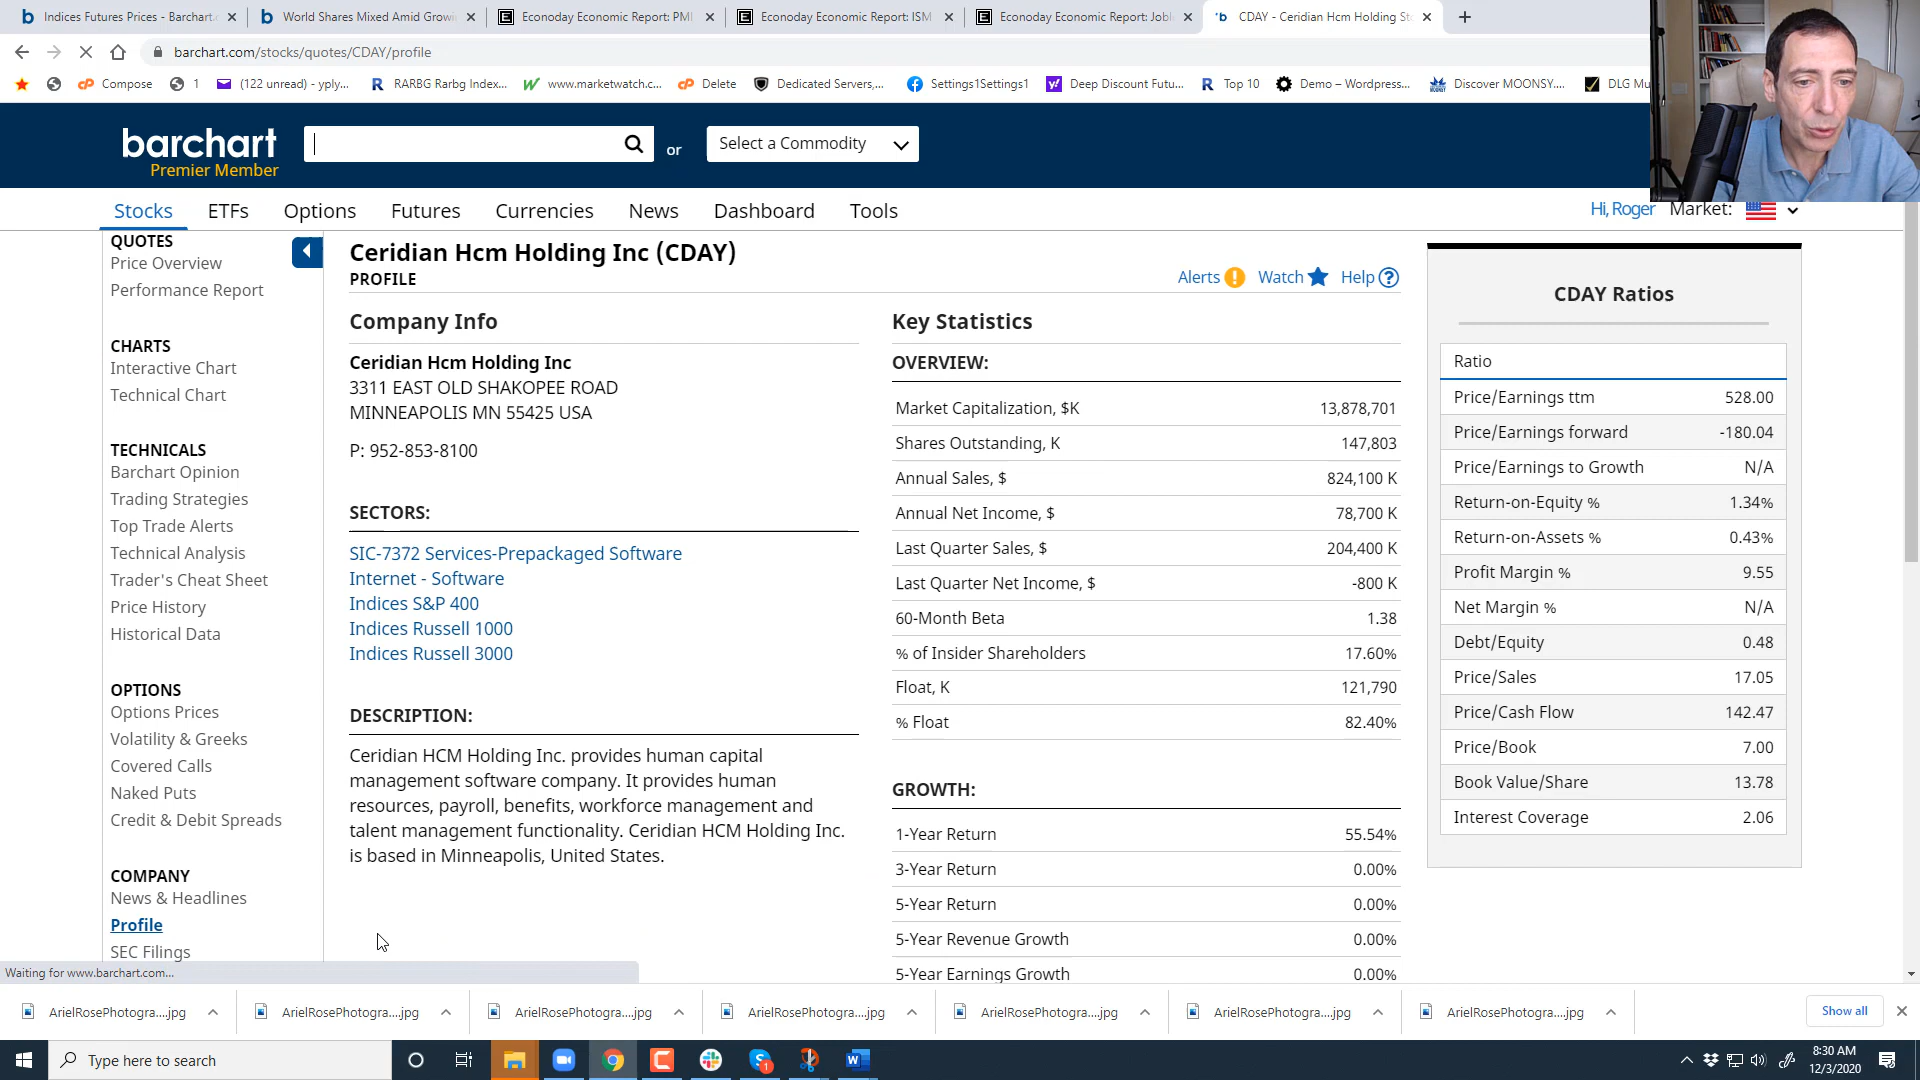 Indices Futures Prices - Barchart.c
World Shares Mixed Amid Growin
Econoday Economic Report: PMI
Econoday Economic Report: ISM
Econoday Economic Report: Jobl
CDAY - Ceridian Hcm Holding St
barchart.com/stocks/quotes/CDAY/profile
Compose
1
(122 unread) - yply...
RARBG Rarbg Index...
www.marketwatch.c...
Delete
Dedicated Servers,...
Settings1Settings1
Deep Discount Futu...
Top 10
Demo – Wordpress...
Discover MOONSY....
DLG Mu
barchart
Premier Member
or
Select a Commodity
Stocks
ETFs
Options
Futures
Currencies
News
Dashboard
Tools
Hi, Roger
Market:
QUOTES
Price Overview
Performance Report
CHARTS
Interactive Chart
Technical Chart
TECHNICALS
Barchart Opinion
Trading Strategies
Top Trade Alerts
Technical Analysis
Trader's Cheat Sheet
Price History
Historical Data
OPTIONS
Options Prices
Volatility & Greeks
Covered Calls
Naked Puts
Credit & Debit Spreads
COMPANY
News & Headlines
Profile
SEC Filings
Ceridian Hcm Holding Inc (CDAY)
PROFILE
Alerts
Watch
Help
Company Info
Ceridian Hcm Holding Inc
3311 EAST OLD SHAKOPEE ROAD
MINNEAPOLIS MN 55425 USA
P: 952-853-8100
SECTORS:
SIC-7372 Services-Prepackaged Software
Internet - Software
Indices S&P 400
Indices Russell 1000
Indices Russell 3000
DESCRIPTION:
Ceridian HCM Holding Inc. provides human capital
management software company. It provides human
resources, payroll, benefits, workforce management and
talent management functionality. Ceridian HCM Holding Inc.
is based in Minneapolis, United States.
Key Statistics
OVERVIEW:
Market Capitalization, $K 13,878,701
Shares Outstanding, K 147,803
Annual Sales, $ 824,100 K
Annual Net Income, $ 78,700 K
Last Quarter Sales, $ 204,400 K
Last Quarter Net Income, $ -800 K
60-Month Beta 1.38
% of Insider Shareholders 17.60%
Float, K 121,790
% Float 82.40%
GROWTH:
1-Year Return 55.54%
3-Year Return 0.00%
5-Year Return 0.00%
5-Year Revenue Growth 0.00%
5-Year Earnings Growth 0.00%
CDAY Ratios
Ratio
Price/Earnings ttm 528.00
Price/Earnings forward -180.04
Price/Earnings to Growth N/A
Return-on-Equity % 1.34%
Return-on-Assets % 0.43%
Profit Margin % 9.55
Net Margin % N/A
Debt/Equity 0.48
Price/Sales 17.05
Price/Cash Flow 142.47
Price/Book 7.00
Book Value/Share 13.78
Interest Coverage 2.06
Waiting for www.barchart.com...
ArielRosePhotogra....jpg
ArielRosePhotogra....jpg
ArielRosePhotogra....jpg
ArielRosePhotogra....jpg
ArielRosePhotogra....jpg
ArielRosePhotogra....jpg
ArielRosePhotogra....jpg
Show all
Type here to search
8:30 AM
12/3/2020